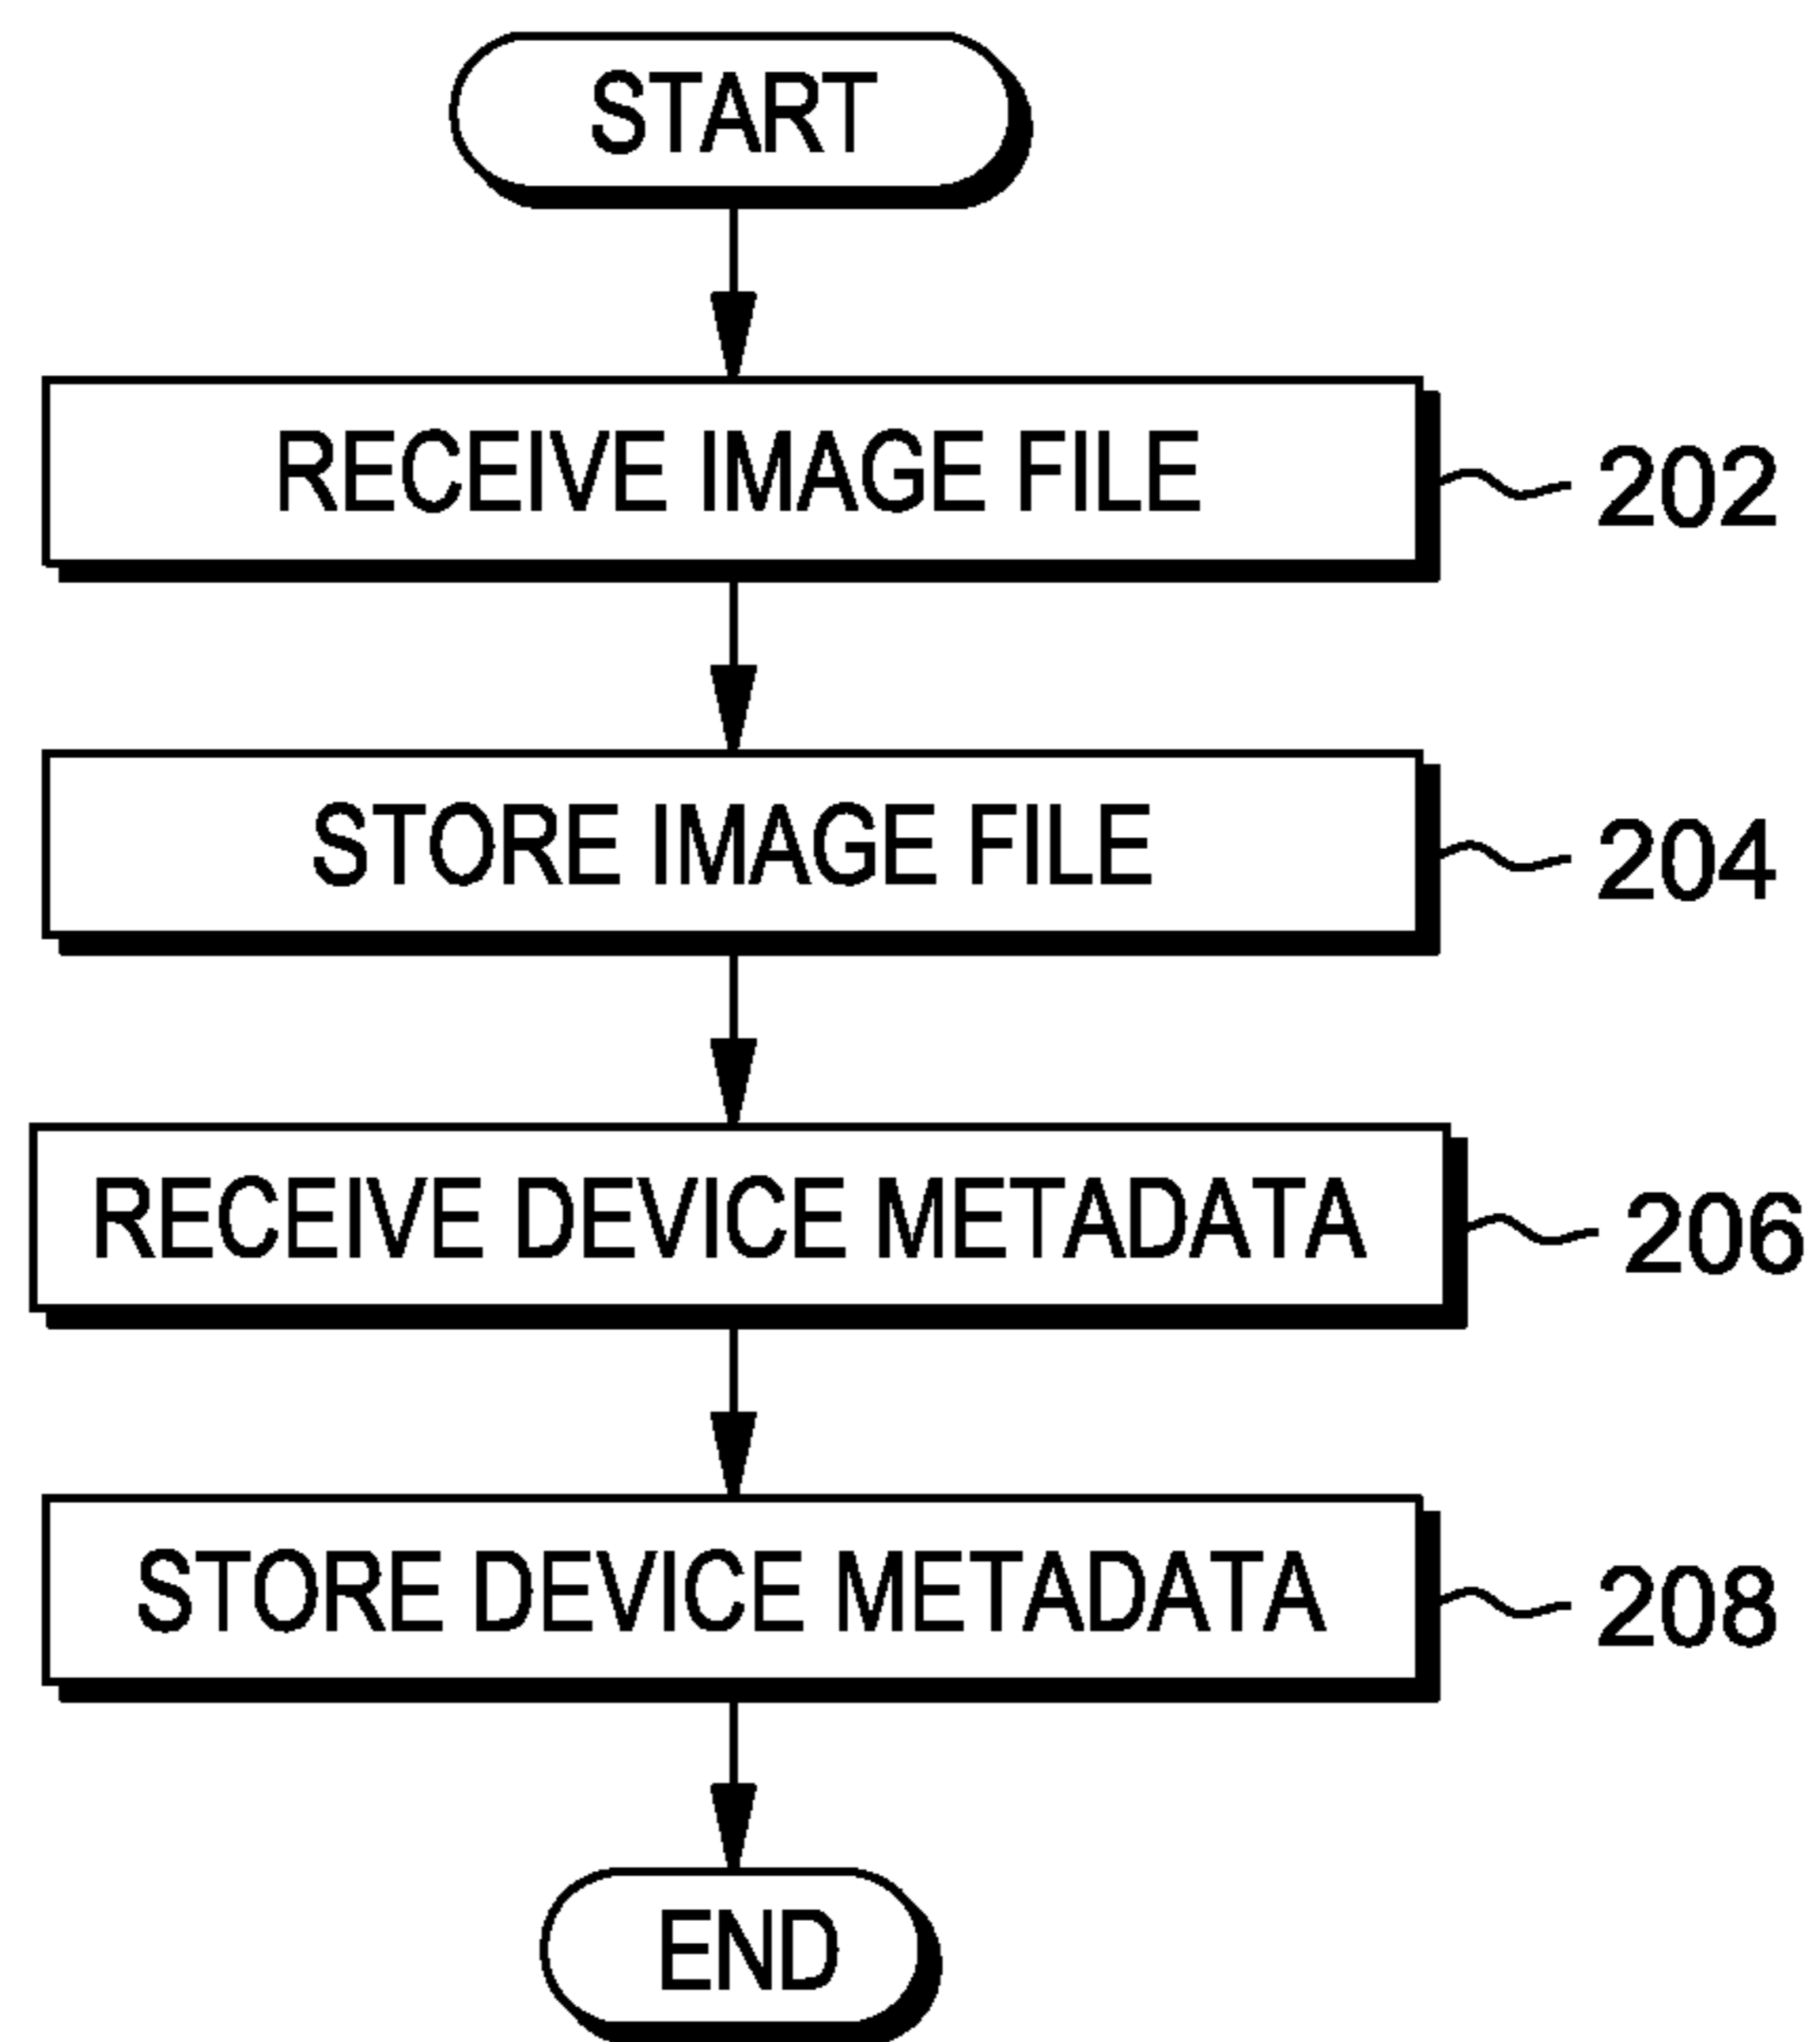 START
RECEIVE IMAGE FILE
202
STORE IMAGE FILE
204
RECEIVE DEVICE METADATA
206
STORE DEVICE METADATA
208
END